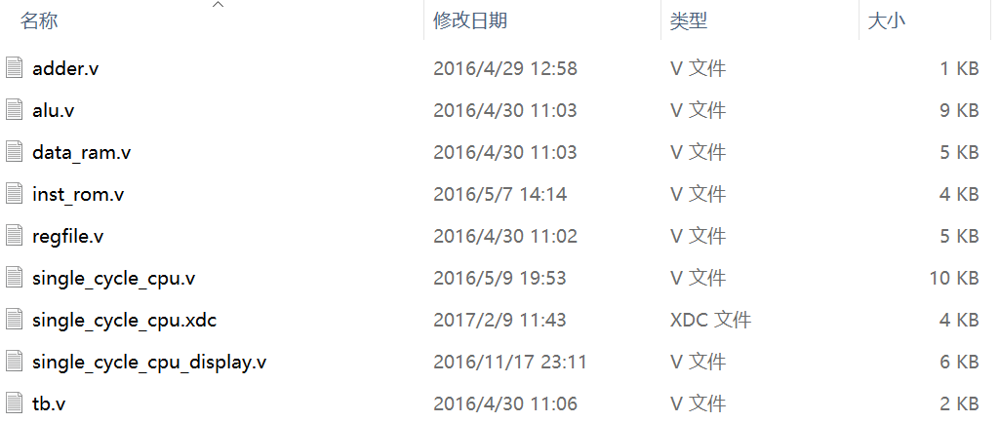 名称 修改日期 类型 大小
adder.v 2016/4/29 12:58 V 文件 1 KB
alu.v 2016/4/30 11:03 V 文件 9 KB
data_ram.v 2016/4/30 11:03 V 文件 5 KB
inst_rom.v 2016/5/7 14:14 V 文件 4 KB
regfile.v 2016/4/30 11:02 V 文件 5 KB
single_cycle_cpu.v 2016/5/9 19:53 V 文件 10 KB
single_cycle_cpu.xdc 2017/2/9 11:43 XDC 文件 4 KB
single_cycle_cpu_display.v 2016/11/17 23:11 V 文件 6 KB
tb.v 2016/4/30 11:06 V 文件 2 KB